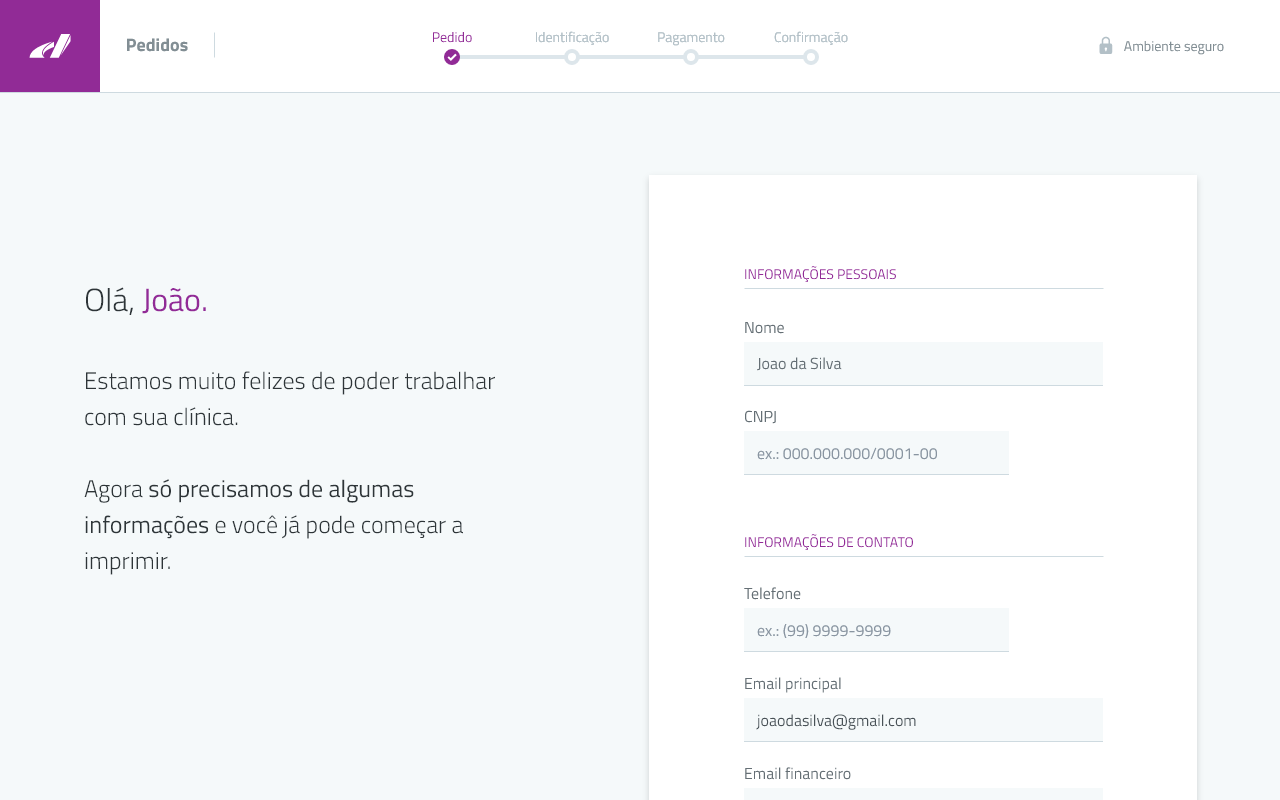 Pedidos
Pedido
Identificação
Pagamento
Confirmação
Ambiente seguro
Olá, João.
Estamos muito felizes de poder trabalhar
com sua clínica.
Agora só precisamos de algumas
informações e você já pode começar a
imprimir.
INFORMAÇÕES PESSOAIS
Nome
Joao da Silva
CNPJ
ex.: 000.000.000/0001-00
INFORMAÇÕES DE CONTATO
Telefone
ex.: (99) 9999-9999
Email principal
joaodasilva@gmail.com
Email financeiro